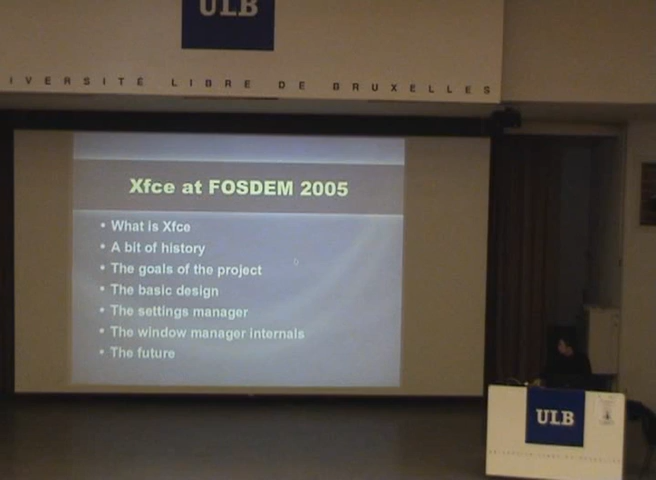 ULB
IVERSITÉ LIBRE DE BRUXELLES
Xfce at FOSDEM 2005
• What is Xfce
• A bit of history
• The goals of the project
• The basic design
• The settings manager
• The window manager internals
• The future
ULB